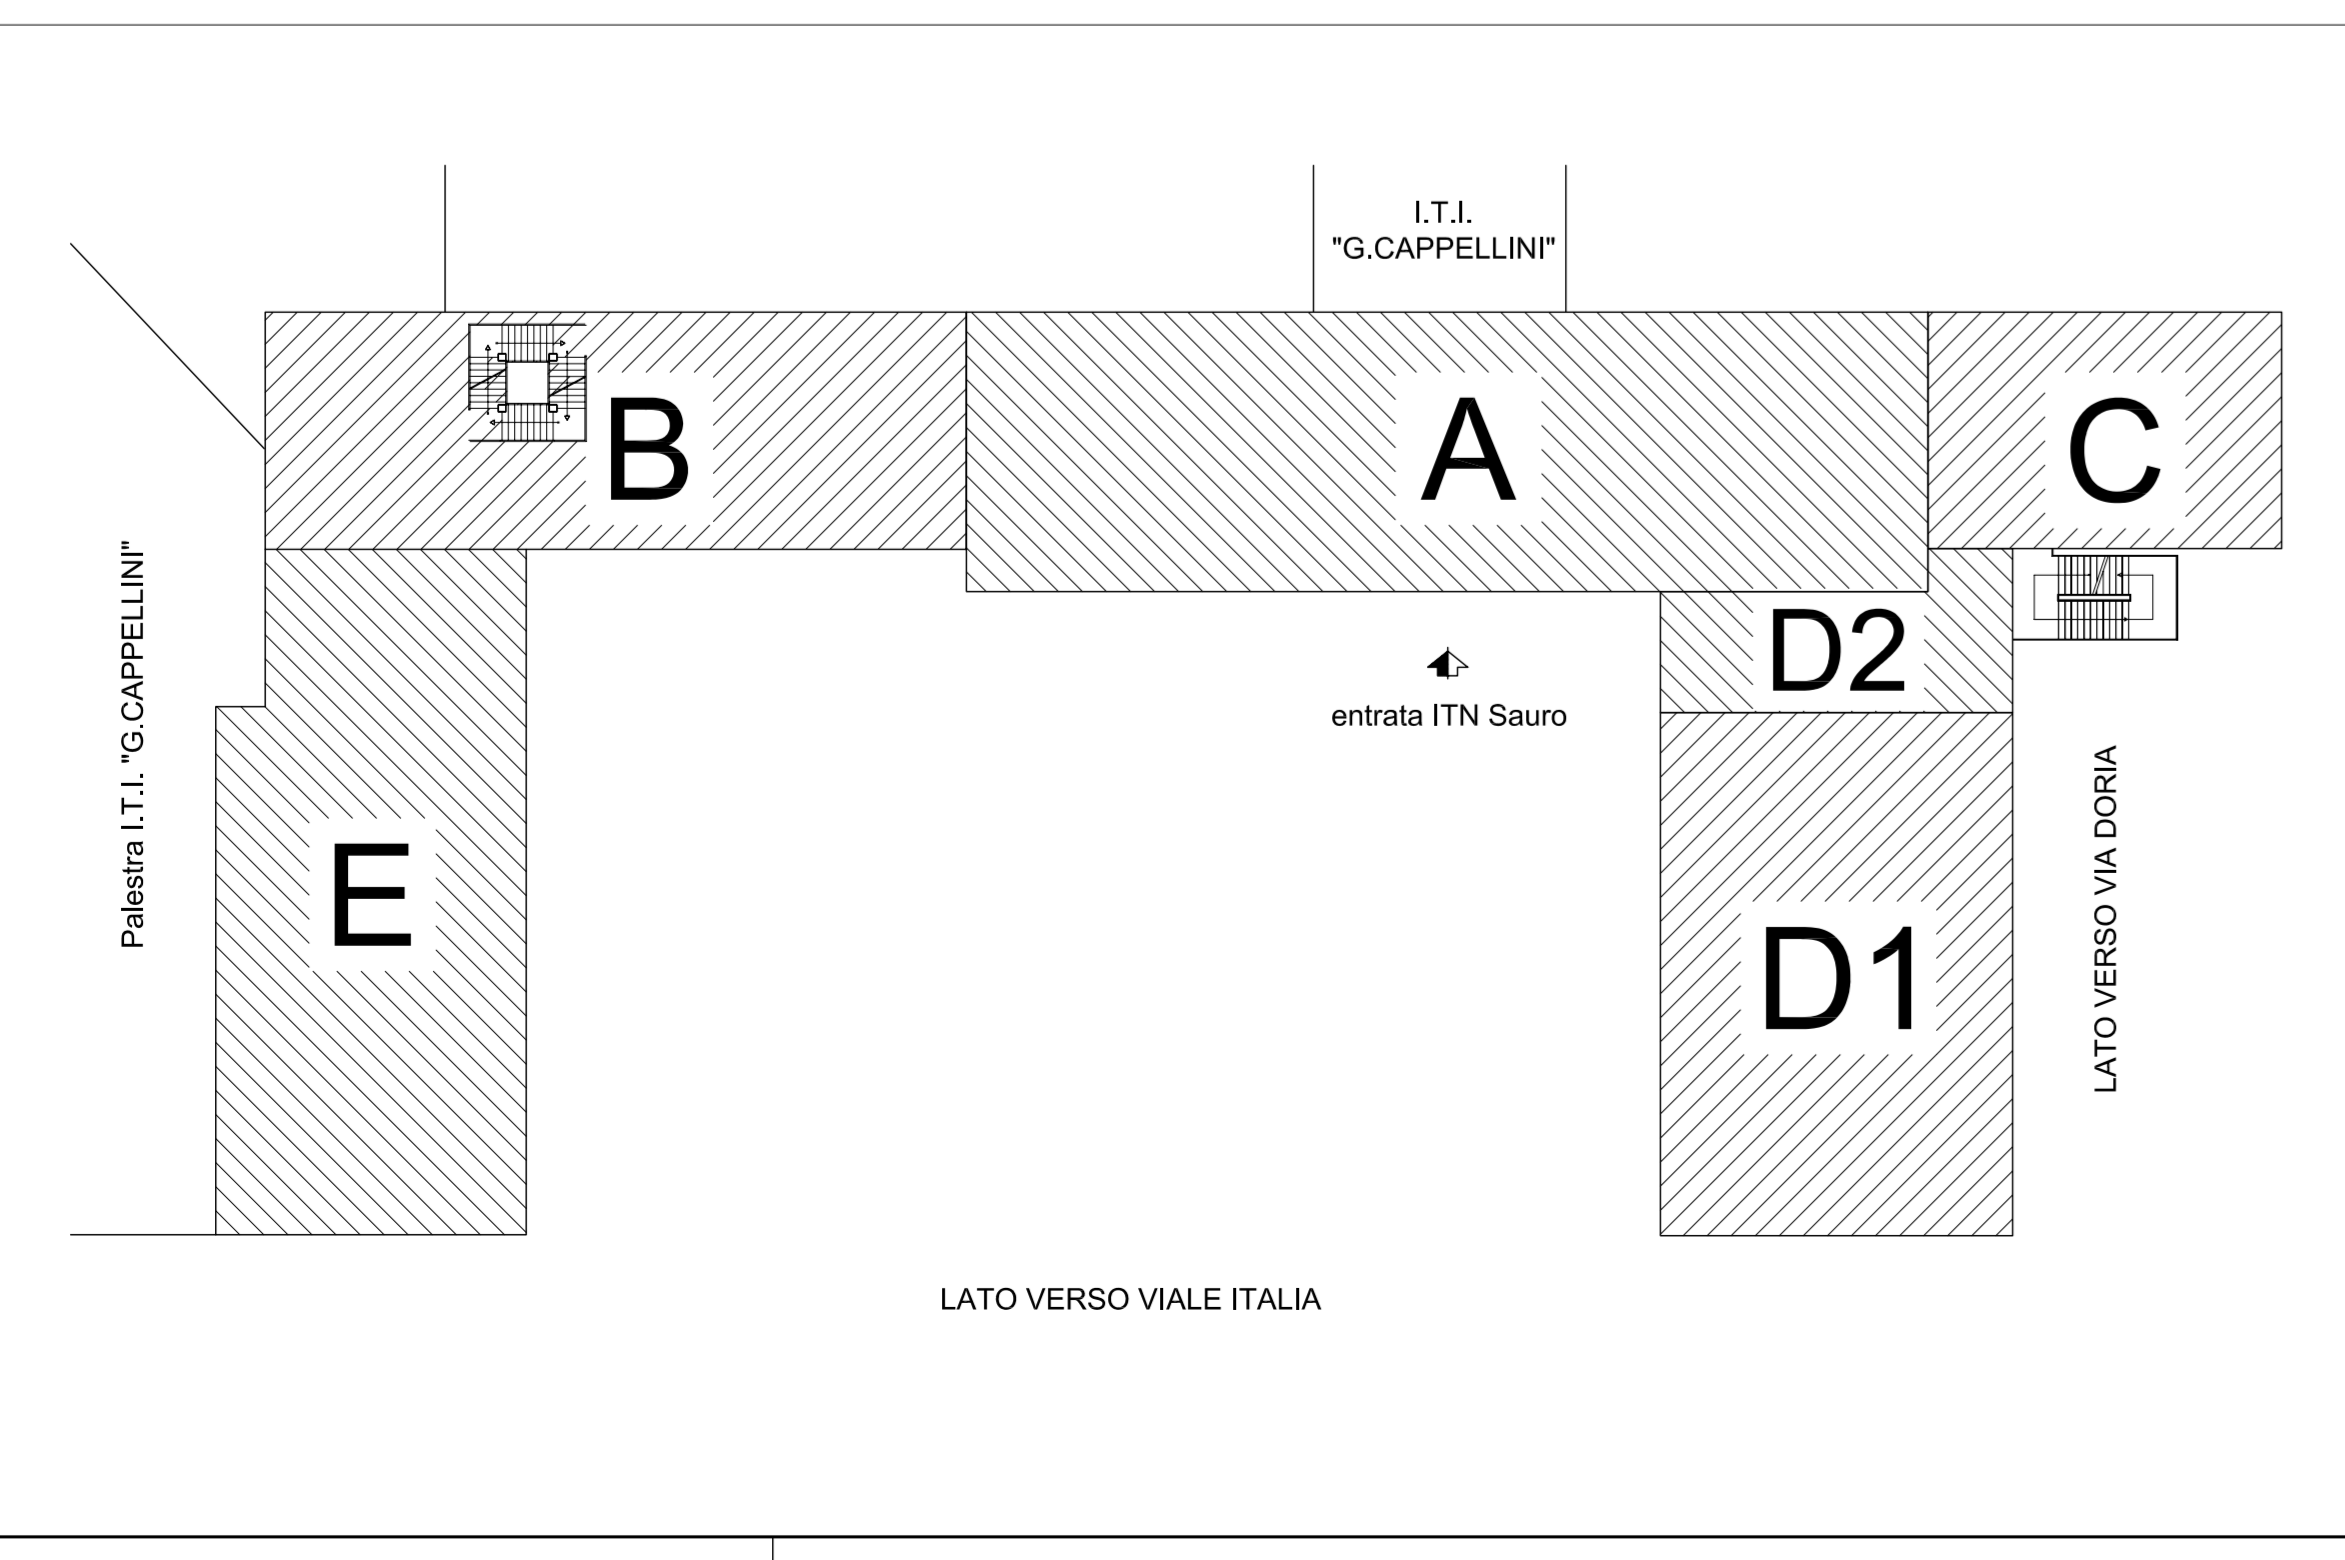 I.T.I.
"G.CAPPELLINI"
B
A
C
D2
entrata ITN Sauro
Palestra I.T.I. "G.CAPPELLINI"
E
D1
LATO VERSO VIA DORIA
LATO VERSO VIALE ITALIA